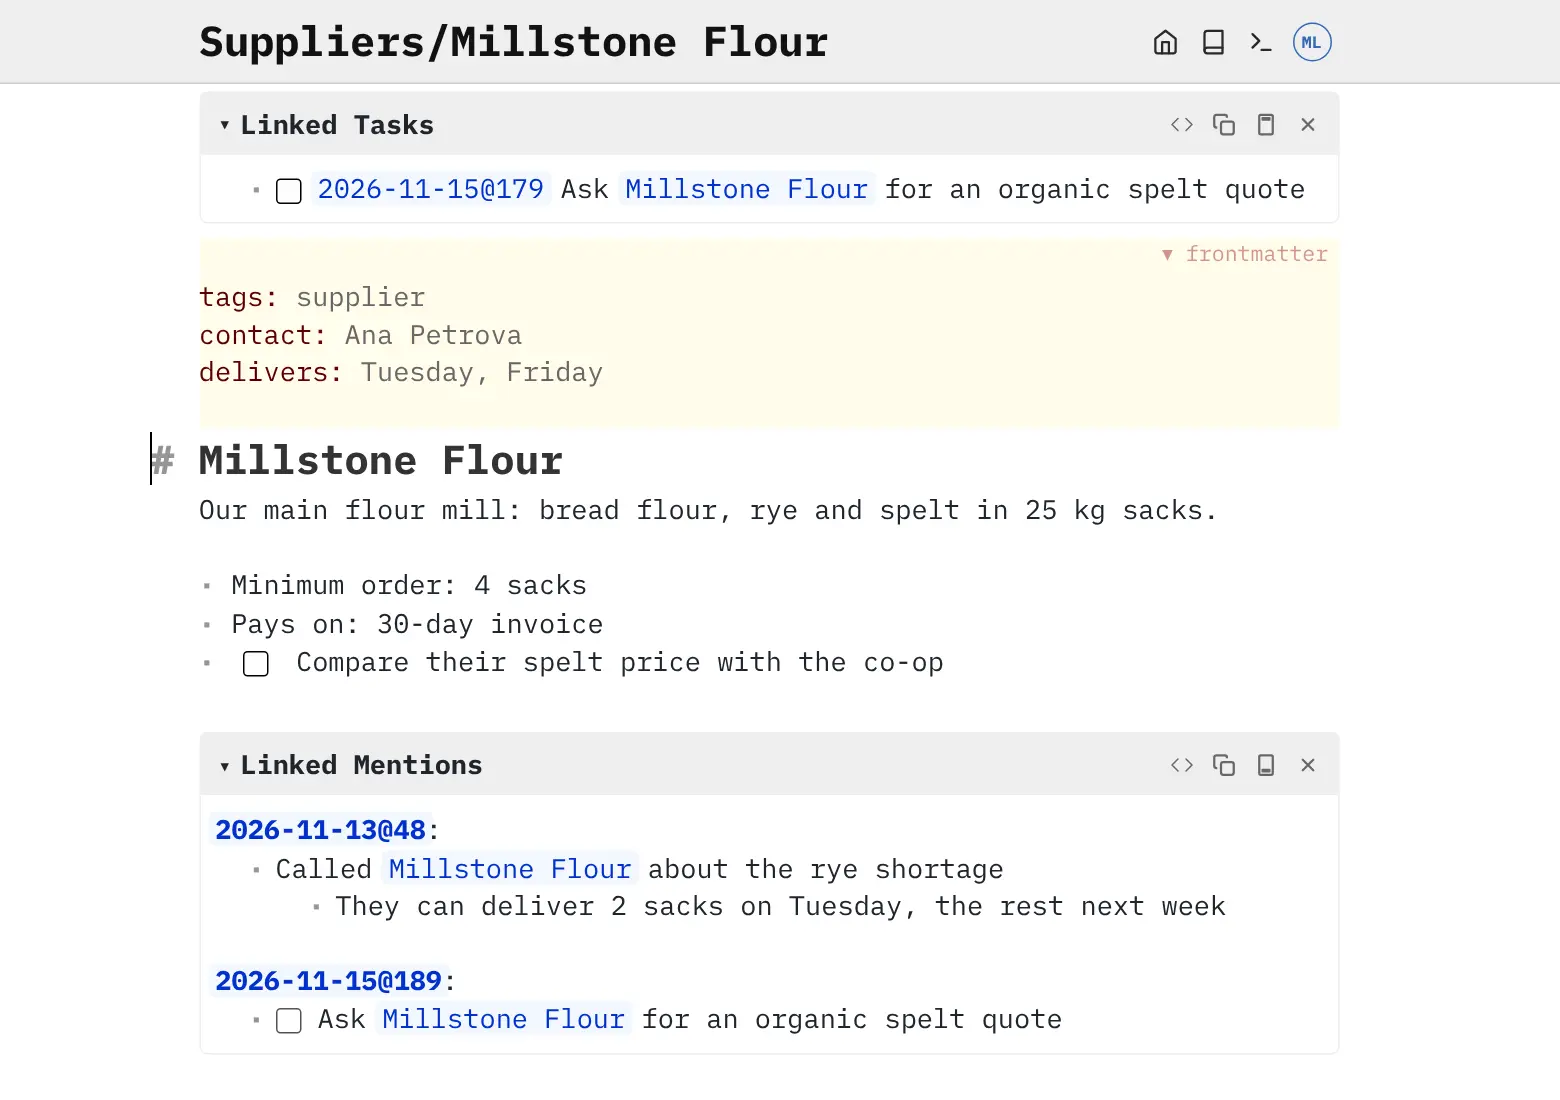 Suppliers/Millstone Flour
ML
Linked Tasks
2026-11-15@179 Ask Millstone Flour for an organic spelt quote
frontmatter
tags: supplier
contact: Ana Petrova
delivers: Tuesday, Friday
# Millstone Flour
Our main flour mill: bread flour, rye and spelt in 25 kg sacks.
Minimum order: 4 sacks
Pays on: 30-day invoice
Compare their spelt price with the co-op
Linked Mentions
2026-11-13@48:
Called Millstone Flour about the rye shortage
They can deliver 2 sacks on Tuesday, the rest next week
2026-11-15@189:
Ask Millstone Flour for an organic spelt quote